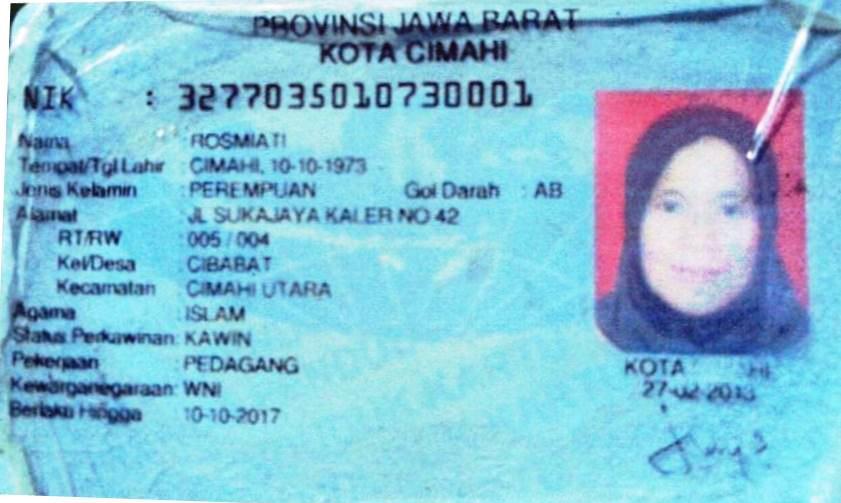 PROVINSI JAWA BARAT
KOTA CIMAHI
NIK : 3277035010730001
Nama : ROSMIATI
Tempat/Tgl Lahir : CIMAHI, 10-10-1973
Jenis Kelamin : PEREMPUAN Gol Darah : AB
Alamat : JL SUKAJAYA KALER NO 42
RT/RW : 005 / 004
Kel/Desa : CIBABAT
Kecamatan : CIMAHI UTARA
Agama : ISLAM
Status Perkawinan: KAWIN
Pekerjaan : PEDAGANG
Kewarganegaraan: WNI
Berlaku Hingga : 10-10-2017
KOTA HI
27-02-2013